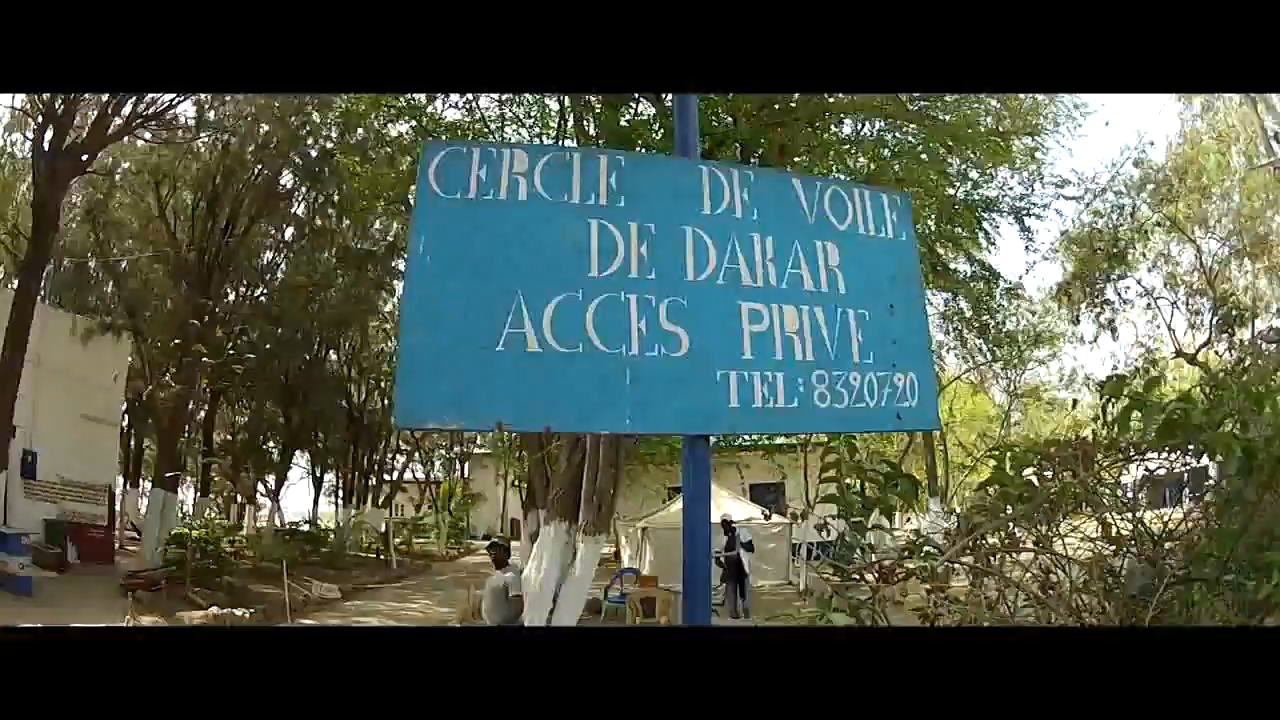 CERCLE DE VOILE
DE DAKAR
ACCES PRIVE
TEL: 8320720